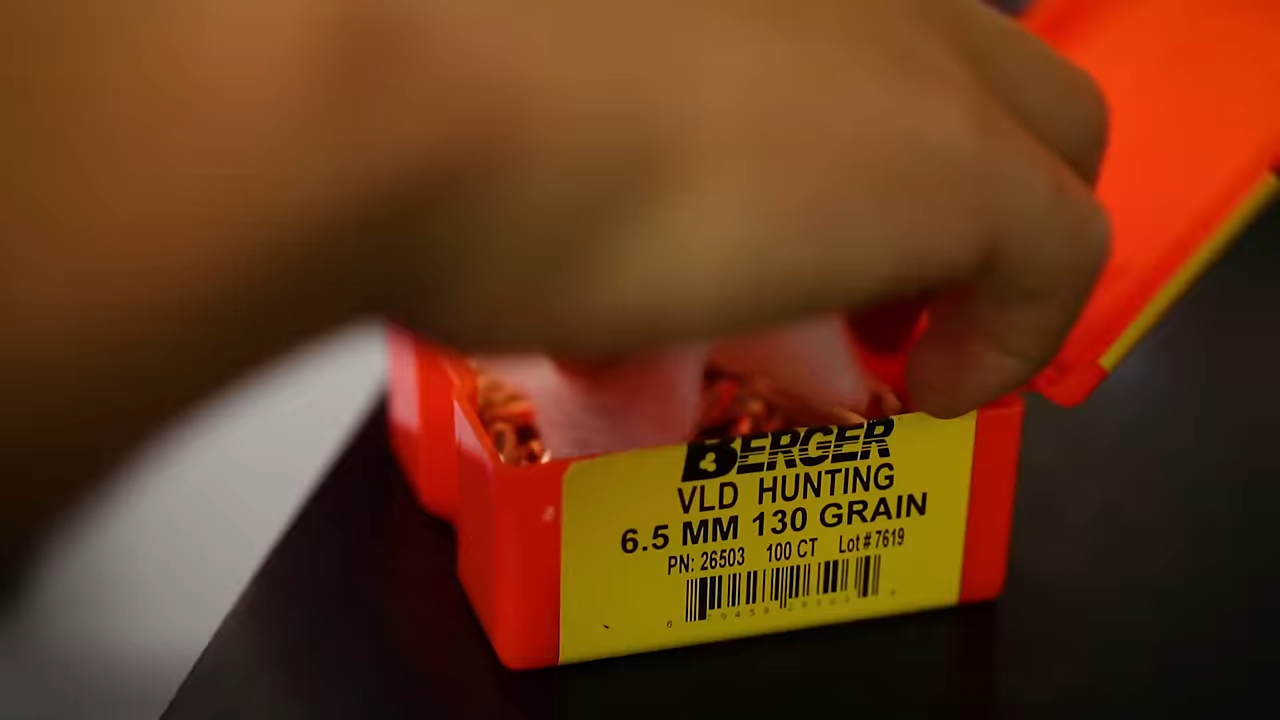 BERGER
VLD HUNTING
6.5 MM 130 GRAIN
PN: 26503 100 CT Lot # 7619